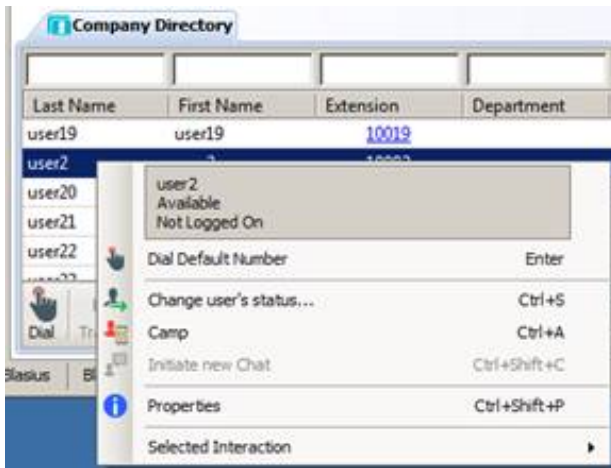 Company Directory
Last Name First Name Extension Department
user19 user19 10019
user2
user20
user21
user22
user2
Available
Not Logged On
Dial Default Number Enter
Change user's status... Ctrl+S
Camp Ctrl+A
Initiate new Chat Ctrl+Shift+C
Properties Ctrl+Shift+P
Selected Interaction
Dial